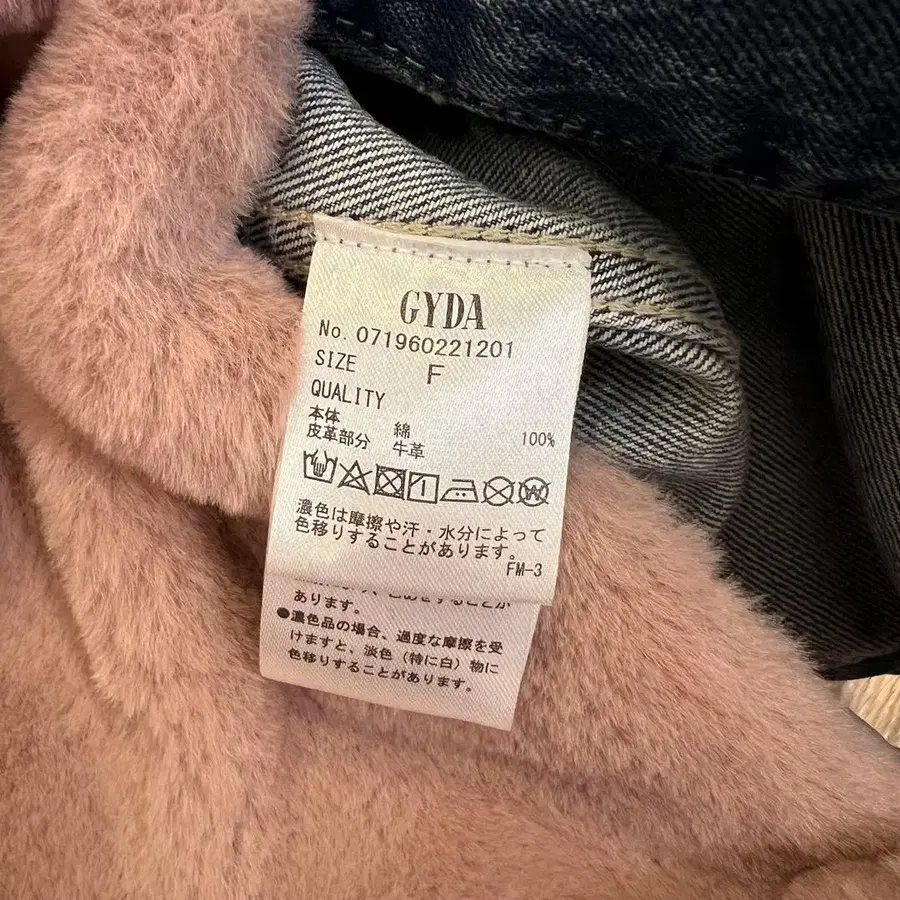 GYDA
No. 071960221201
SIZE F
QUALITY
本体 綿 100%
皮革部分 牛革
濃色は摩擦や汗・水分によって
色移りすることがあります。
FM-3
あります。
●濃色品の場合、過度な摩擦を受
けますと、淡色（特に白）物に
色移りすることがあります。